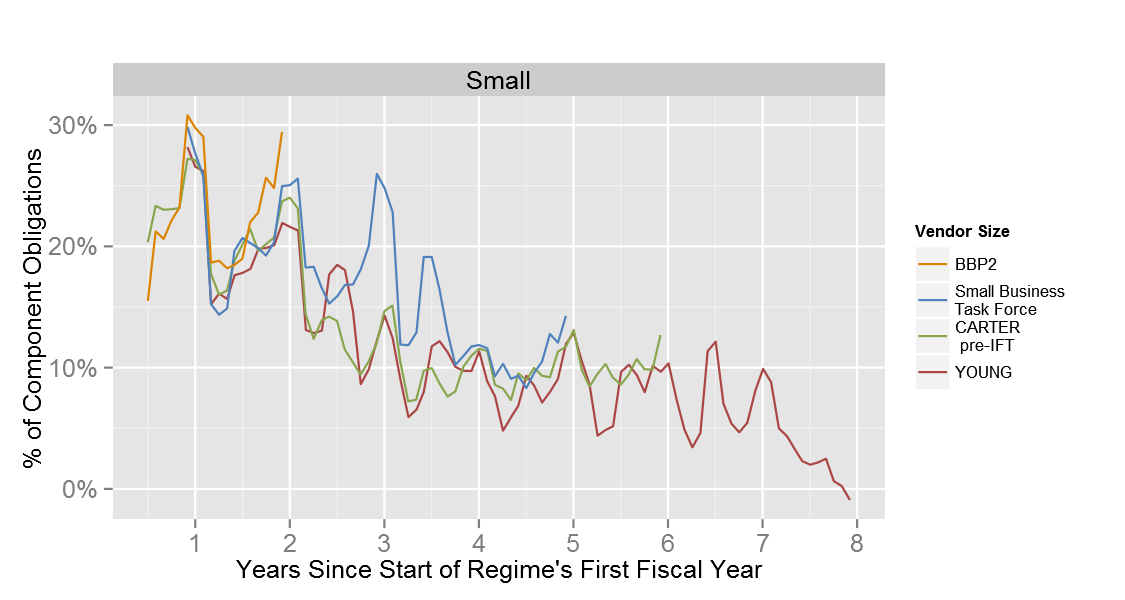 Small
% of Component Obligations
30%
20%
10%
0%
1 2 3 4 5 6 7 8
Years Since Start of Regime's First Fiscal Year
Vendor Size
BBP2
Small Business
Task Force
CARTER
pre-IFT
YOUNG